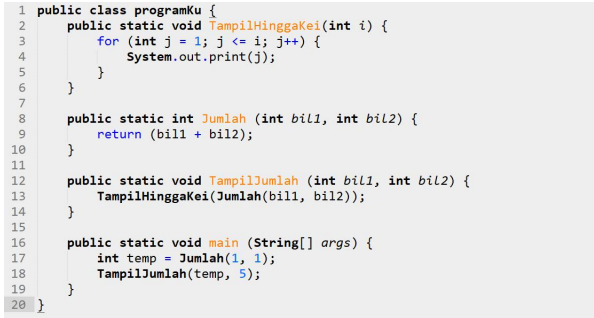 1 public class programKu {
2     public static void TampilHinggaKei(int i) {
3         for (int j = 1; j <= i; j++) {
4             System.out.print(j);
5         }
6     }
7
8     public static int Jumlah (int bil1, int bil2) {
9         return (bil1 + bil2);
10     }
11
12     public static void TampilJumlah (int bil1, int bil2) {
13         TampilHinggaKei(Jumlah(bil1, bil2));
14     }
15
16     public static void main (String[] args) {
17         int temp = Jumlah(1, 1);
18         TampilJumlah(temp, 5);
19     }
20 }